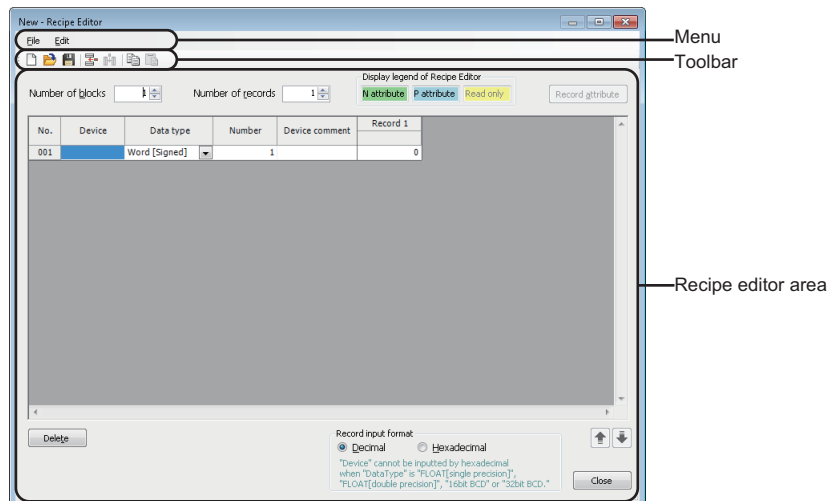 New - Recipe Editor
File Edit
Menu
Toolbar
Display legend of Recipe Editor
Number of blocks 1 Number of records 1 N attribute P attribute Read only Record attribute
No. Device Data type Number Device comment Record 1
001 Word [Signed] 1 0
Recipe editor area
Delete
Record input format
Decimal Hexadecimal
"Device" cannot be inputted by hexadecimal
when "DataType" is "FLOAT[single precision]",
"FLOAT[double precision]", "16bit BCD" or "32bit BCD."
Close